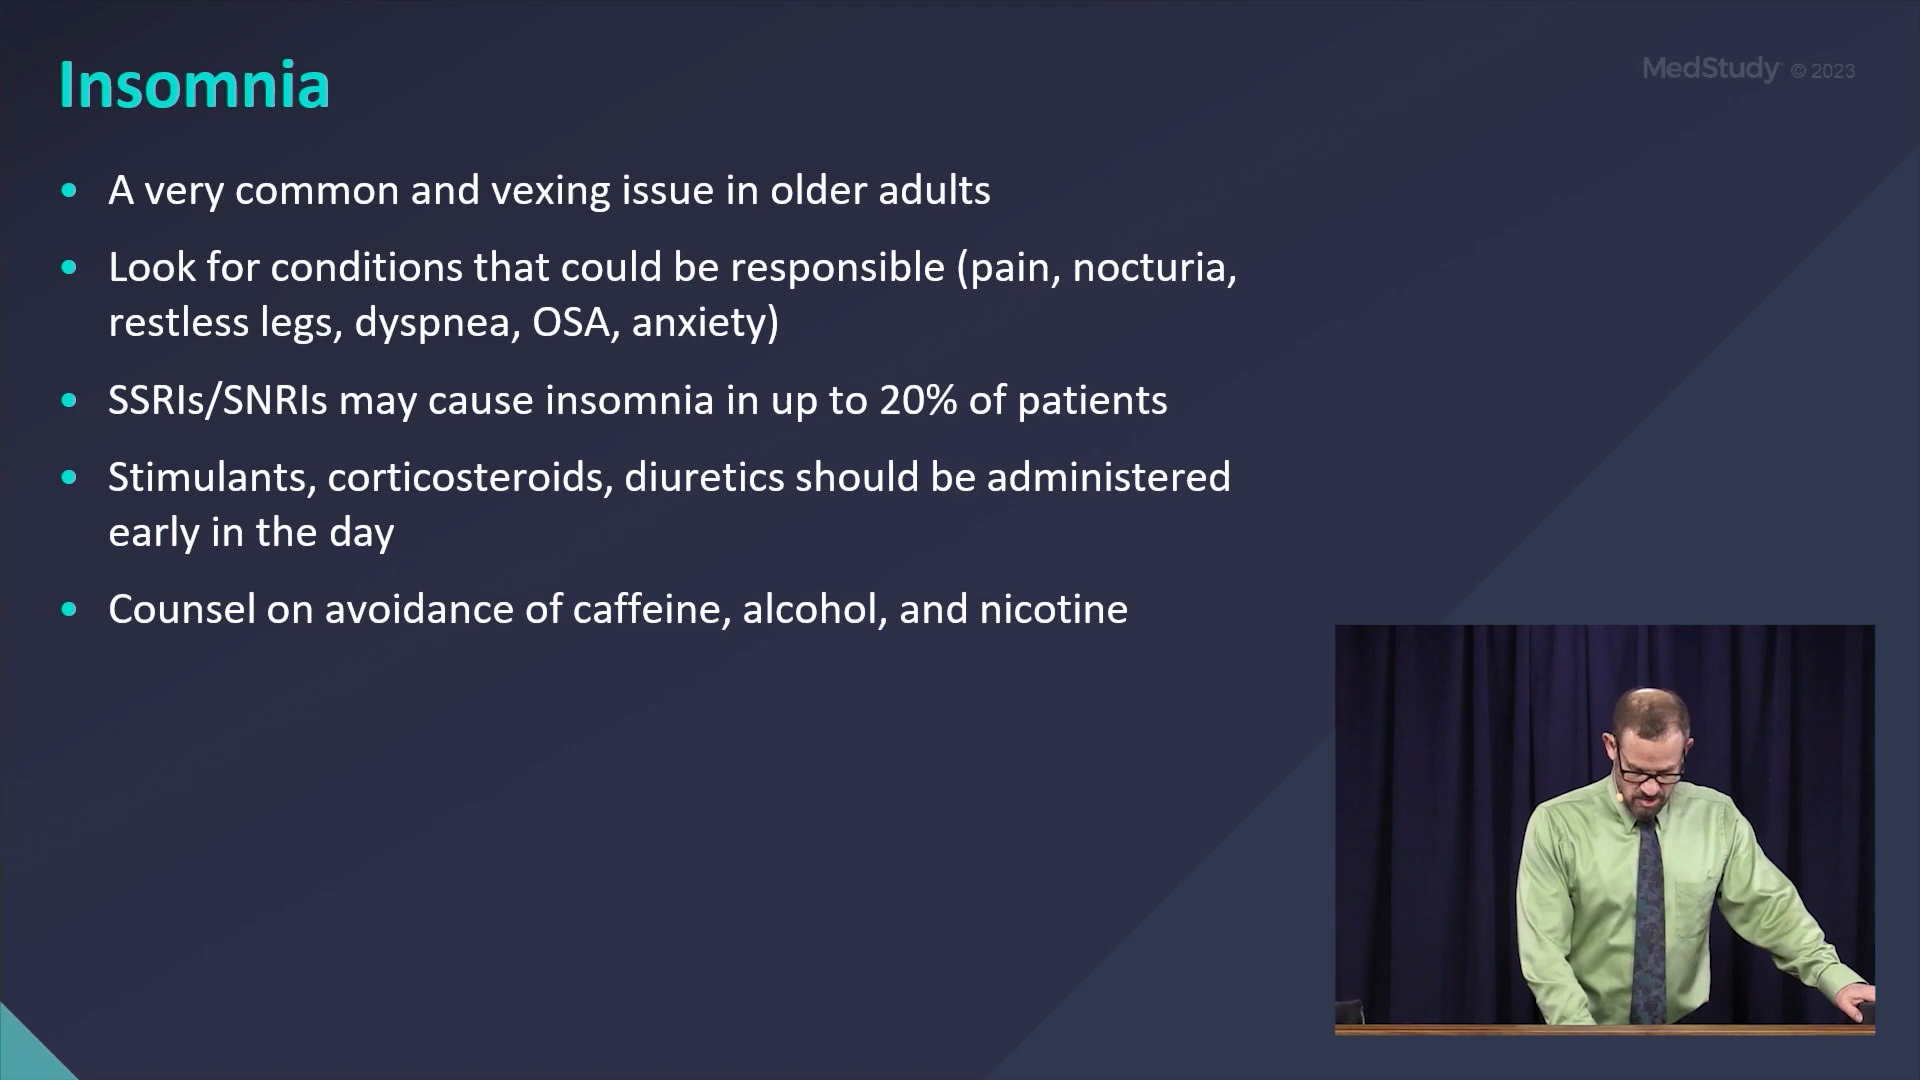 Insomnia
MedStudy © 2023
• A very common and vexing issue in older adults
• Look for conditions that could be responsible (pain, nocturia,
restless legs, dyspnea, OSA, anxiety)
• SSRIs/SNRIs may cause insomnia in up to 20% of patients
• Stimulants, corticosteroids, diuretics should be administered
early in the day
• Counsel on avoidance of caffeine, alcohol, and nicotine